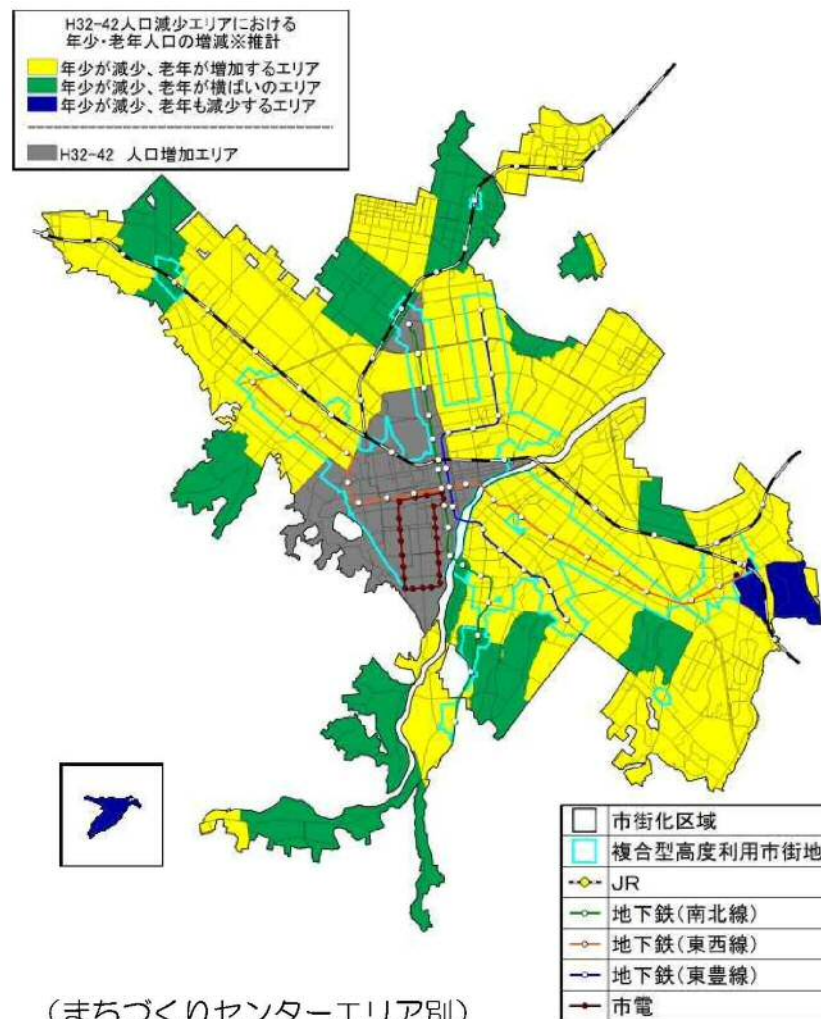 H32-42人口減少エリアにおける
年少・老年人口の増減※推計
年少が減少、老年が増加するエリア
年少が減少、老年が横ばいのエリア
年少が減少、老年も減少するエリア
H32-42 人口増加エリア
市街化区域
複合型高度利用市街地
JR
地下鉄(南北線)
地下鉄(東西線)
地下鉄(東豊線)
市電
(まちづくりセンターエリア別)